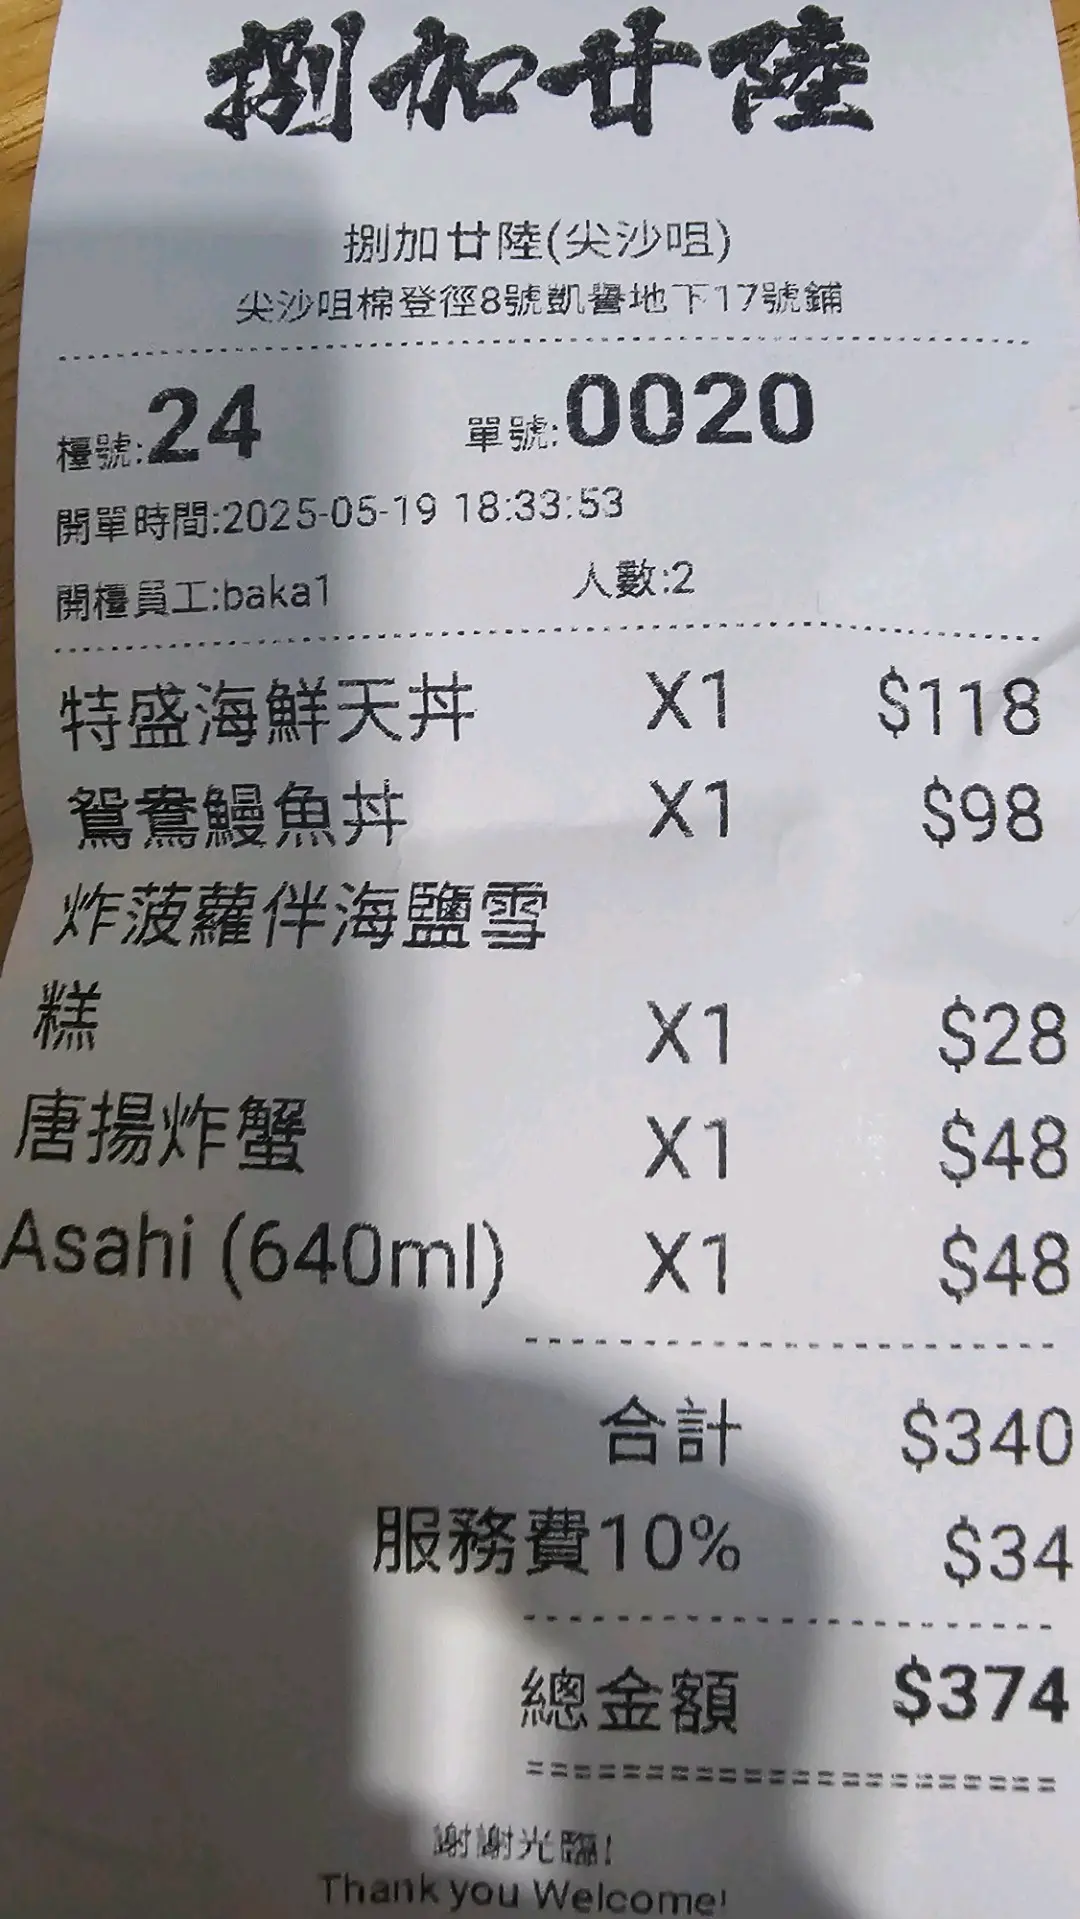 捌加廿陸
捌加廿陸(尖沙咀)
尖沙咀棉登徑8號凱譽地下17號鋪
檯號:24 單號:0020
開單時間:2025-05-19 18:33:53
開檯員工:baka1 人數:2
特盛海鮮天丼 X1 $118
鴛鴦鰻魚丼 X1 $98
炸菠蘿伴海鹽雪
糕 X1 $28
唐揚炸蟹 X1 $48
Asahi (640ml) X1 $48
合計 $340
服務費10% $34
總金額 $374
謝謝光臨!
Thank you Welcome!